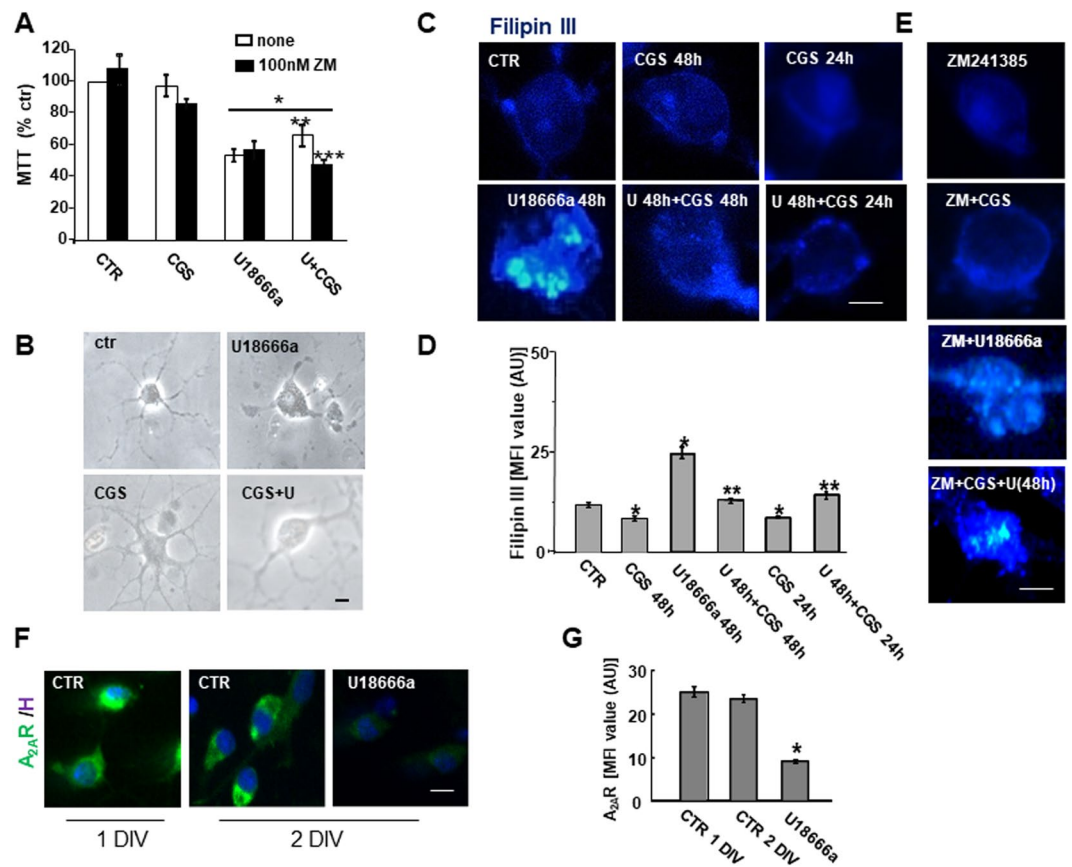 A
MTT (% ctr)
120
100
80
60
40
20
0
none
100nM ZM
*
**
***
CTR
CGS
U18666a
U+CGS
B
ctr
U18666a
CGS
CGS+U
C
Filipin III
CTR
CGS 48h
CGS 24h
U18666a 48h
U 48h+CGS 48h
U 48h+CGS 24h
D
Filipin III [MFI value (AU)]
50
25
0
*
*
**
*
**
CTR
CGS 48h
U18666a 48h
U 48h+CGS 48h
CGS 24h
U 48h+CGS 24h
E
ZM241385
ZM+CGS
ZM+U18666a
ZM+CGS+U(48h)
F
A2AR /H
CTR
CTR
U18666a
1 DIV
2 DIV
G
A2AR [MFI value (AU)]
30
20
10
0
*
CTR 1 DIV
CTR 2 DIV
U18666a